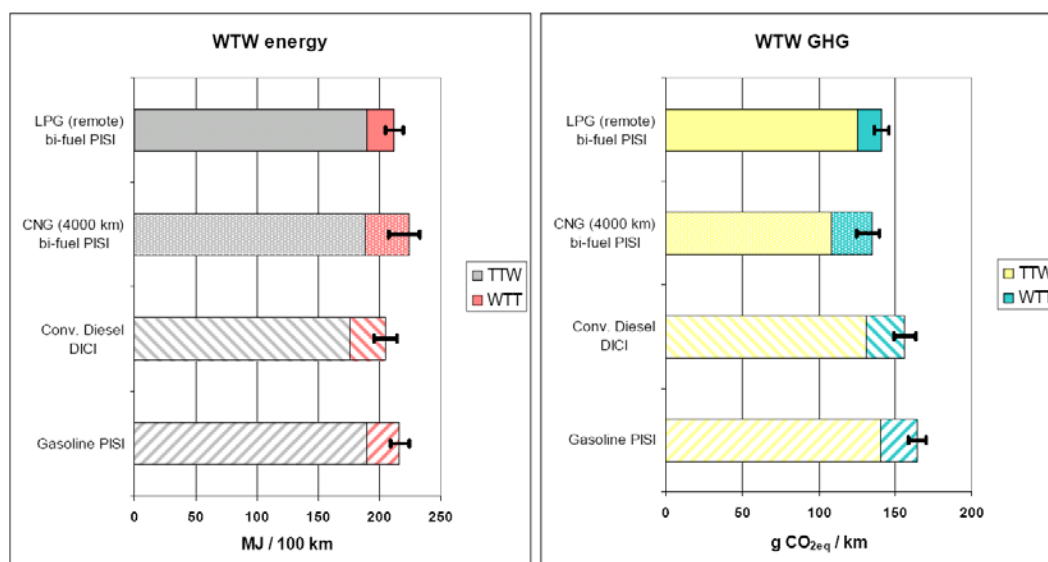 WTW energy
LPG (remote)
bi-fuel PISI
CNG (4000 km)
bi-fuel PISI
Conv. Diesel
DICI
Gasoline PISI
0 50 100 150 200 250
MJ / 100 km
TTW
WTT
WTW GHG
LPG (remote)
bi-fuel PISI
CNG (4000 km)
bi-fuel PISI
Conv. Diesel
DICI
Gasoline PISI
0 50 100 150 200
g CO2eq / km
TTW
WTT